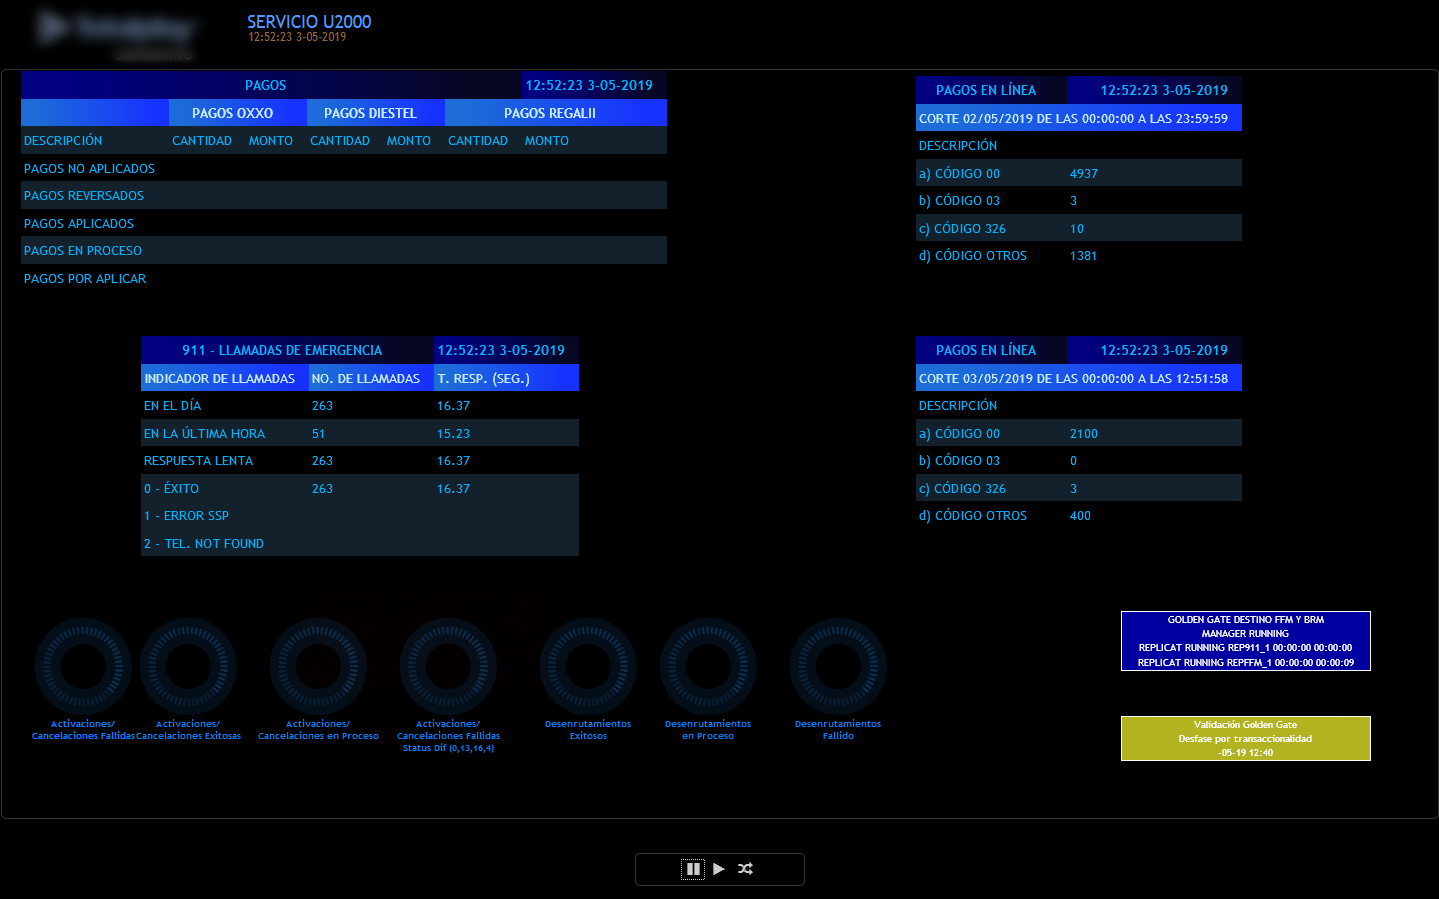 SERVICIO U2000
12:52:23 3-05-2019
PAGOS 12:52:23 3-05-2019
PAGOS OXXO PAGOS DIESTEL PAGOS REGALII
DESCRIPCIÓN CANTIDAD MONTO CANTIDAD MONTO CANTIDAD MONTO
PAGOS NO APLICADOS
PAGOS REVERSADOS
PAGOS APLICADOS
PAGOS EN PROCESO
PAGOS POR APLICAR
PAGOS EN LÍNEA 12:52:23 3-05-2019
CORTE 02/05/2019 DE LAS 00:00:00 A LAS 23:59:59
DESCRIPCIÓN
a) CÓDIGO 00 4937
b) CÓDIGO 03 3
c) CÓDIGO 326 10
d) CÓDIGO OTROS 1381
911 - LLAMADAS DE EMERGENCIA 12:52:23 3-05-2019
INDICADOR DE LLAMADAS NO. DE LLAMADAS T. RESP. (SEG.)
EN EL DÍA 263 16.37
EN LA ÚLTIMA HORA 51 15.23
RESPUESTA LENTA 263 16.37
0 - ÉXITO 263 16.37
1 - ERROR SSP
2 - TEL. NOT FOUND
PAGOS EN LÍNEA 12:52:23 3-05-2019
CORTE 03/05/2019 DE LAS 00:00:00 A LAS 12:51:58
DESCRIPCIÓN
a) CÓDIGO 00 2100
b) CÓDIGO 03 0
c) CÓDIGO 326 3
d) CÓDIGO OTROS 400
Activaciones/
Cancelaciones Fallidas
Activaciones/
Cancelaciones Exitosas
Activaciones/
Cancelaciones en Proceso
Activaciones/
Cancelaciones Fallidas
Status Dif (0,13,16,4)
Desenrutamientos
Exitosos
Desenrutamientos
en Proceso
Desenrutamientos
Fallido
GOLDEN GATE DESTINO FFM Y BRM
MANAGER RUNNING
REPLICAT RUNNING REP911_1 00:00:00 00:00:00
REPLICAT RUNNING REPFFM_1 00:00:00 00:00:09
Validación Golden Gate
Desfase por transaccionalidad
-05-19 12:40